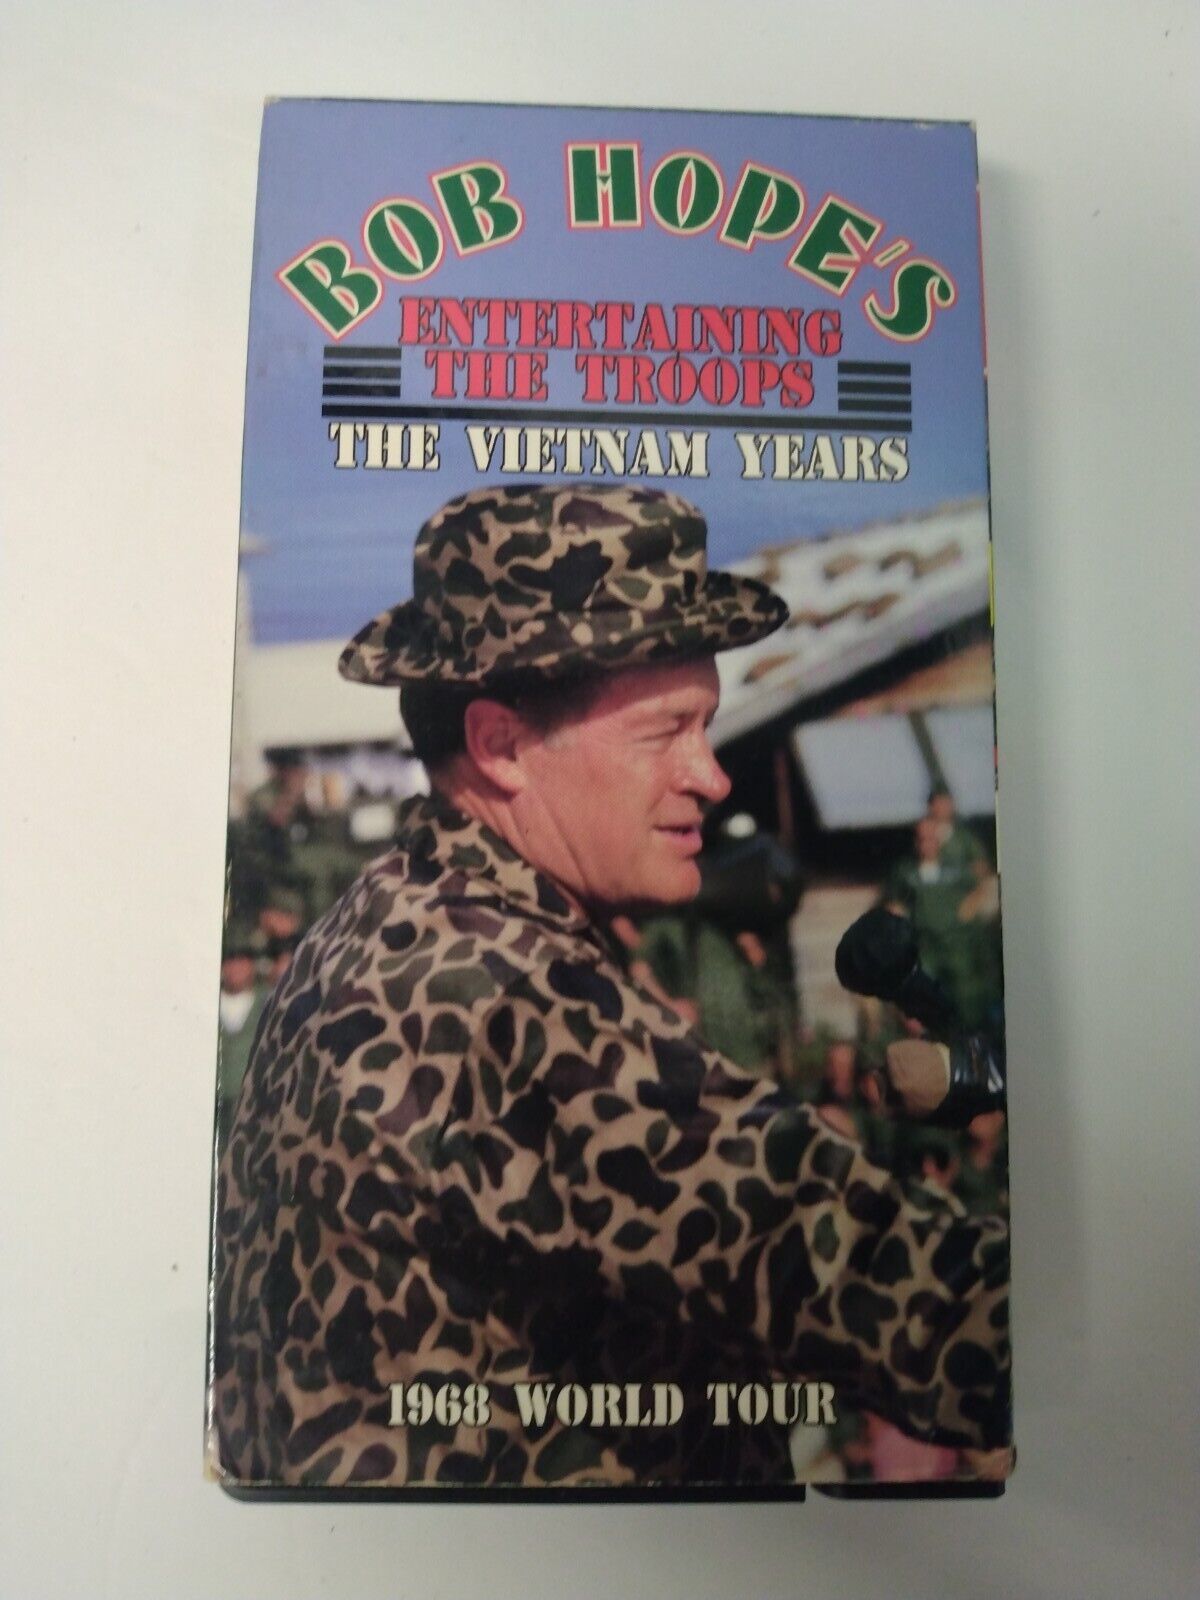 BOB HOPE'S
ENTERTAINING
THE TROOPS
THE VIETNAM YEARS
1968 WORLD TOUR